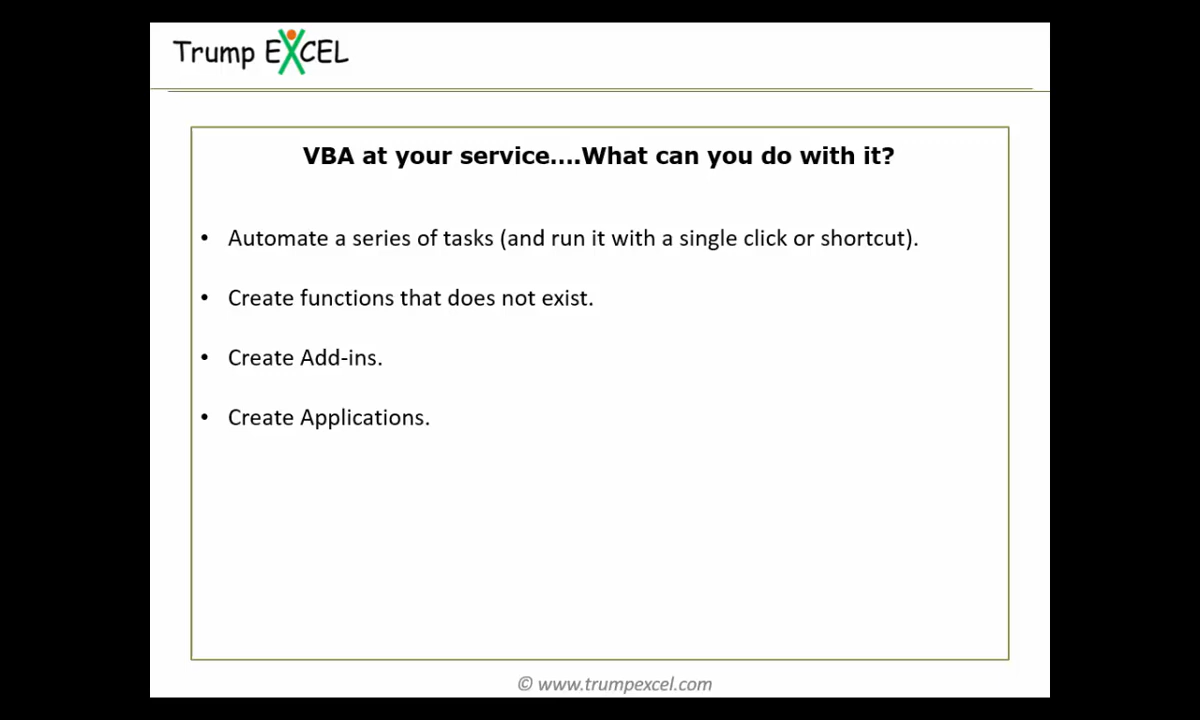 Trump EXCEL
VBA at your service....What can you do with it?
• Automate a series of tasks (and run it with a single click or shortcut).
• Create functions that does not exist.
• Create Add-ins.
• Create Applications.
© www.trumpexcel.com